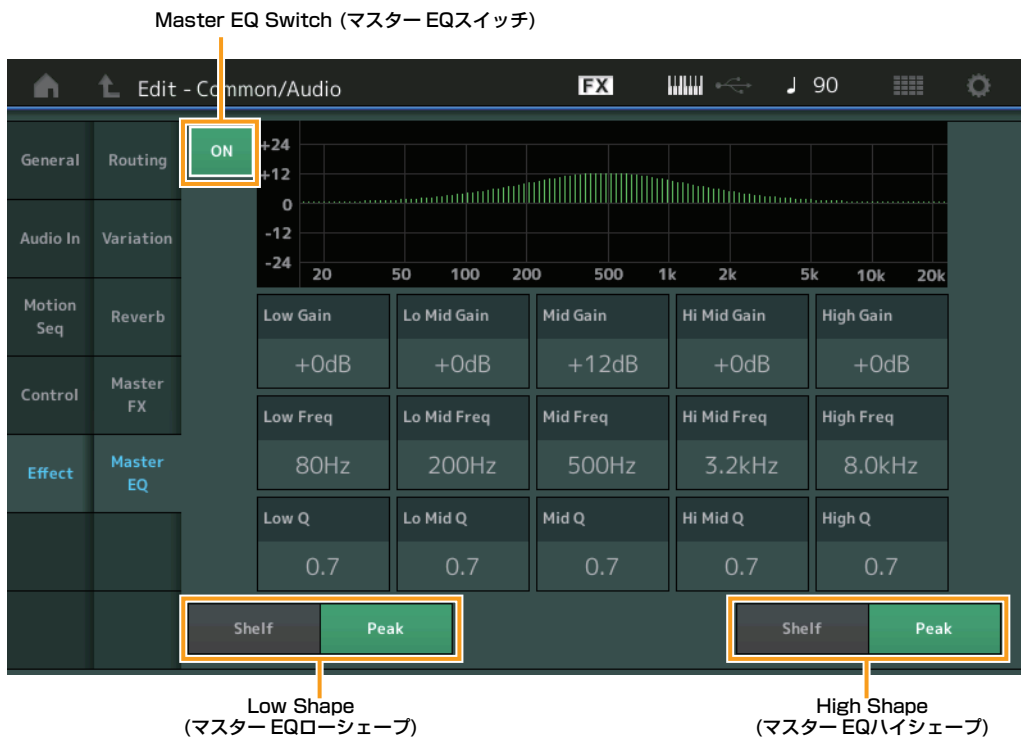 Master EQ Switch (マスター EQスイッチ)
Edit - Common/Audio
FX
90
General
Routing
ON
+24
+12
0
-12
-24
20 50 100 200 500 1k 2k 5k 10k 20k
Audio In
Variation
Motion
Seq
Reverb
Control
Master
FX
Effect
Master
EQ
Low Gain
Lo Mid Gain
Mid Gain
Hi Mid Gain
High Gain
+0dB
+0dB
+12dB
+0dB
+0dB
Low Freq
Lo Mid Freq
Mid Freq
Hi Mid Freq
High Freq
80Hz
200Hz
500Hz
3.2kHz
8.0kHz
Low Q
Lo Mid Q
Mid Q
Hi Mid Q
High Q
0.7
0.7
0.7
0.7
0.7
Shelf
Peak
Shelf
Peak
Low Shape
(マスター EQローシェープ)
High Shape
(マスター EQハイシェープ)